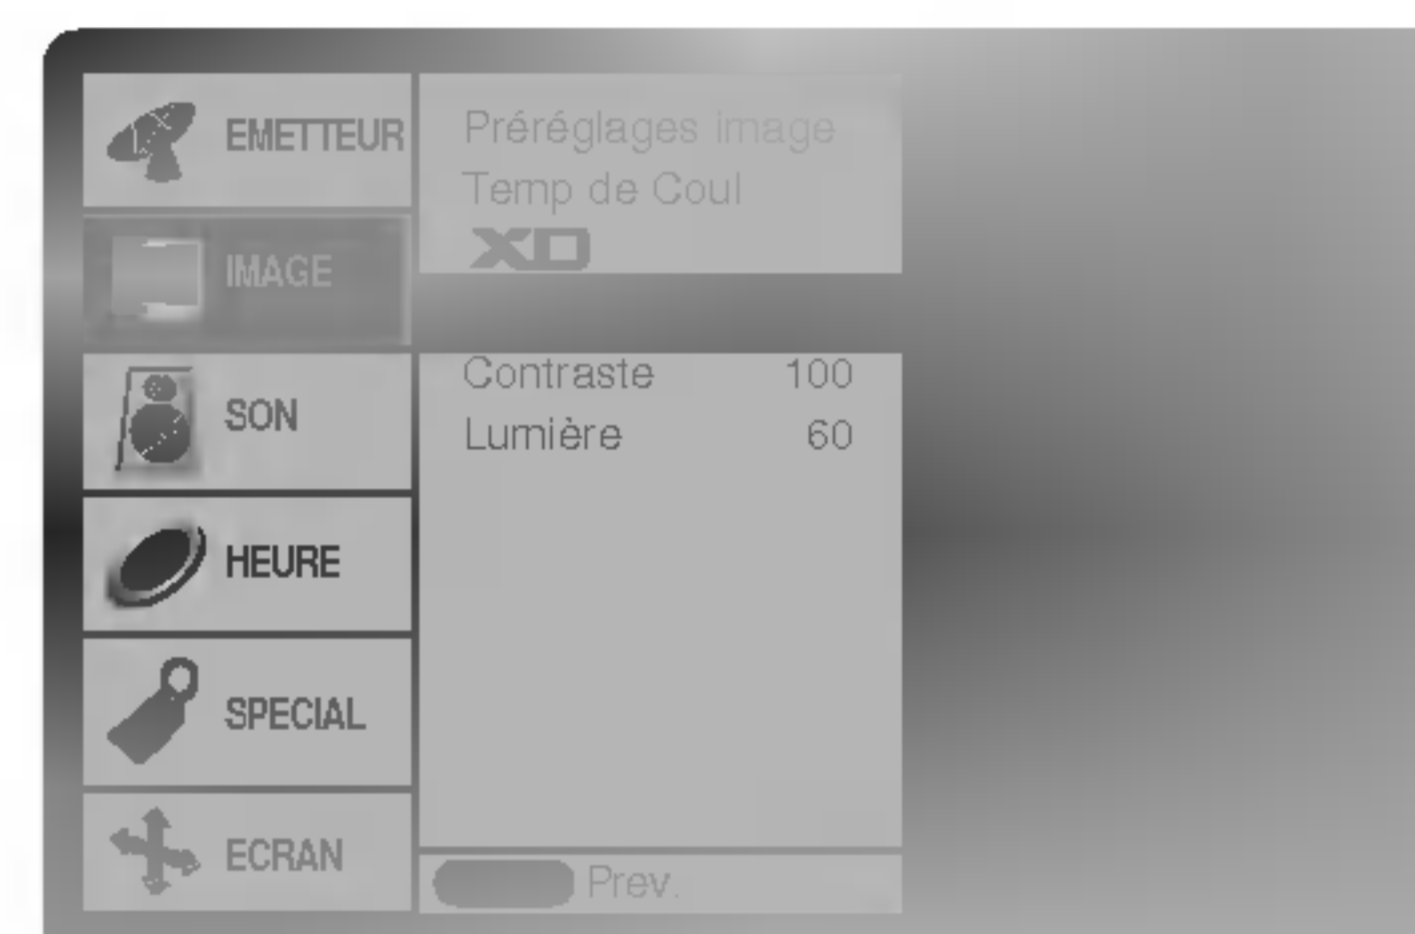 EMETTEUR
IMAGE
SON
HEURE
SPECIAL
ECRAN
Préréglages image
Temp de Coul
XD
Contraste 100
Lumière 60
Prev.